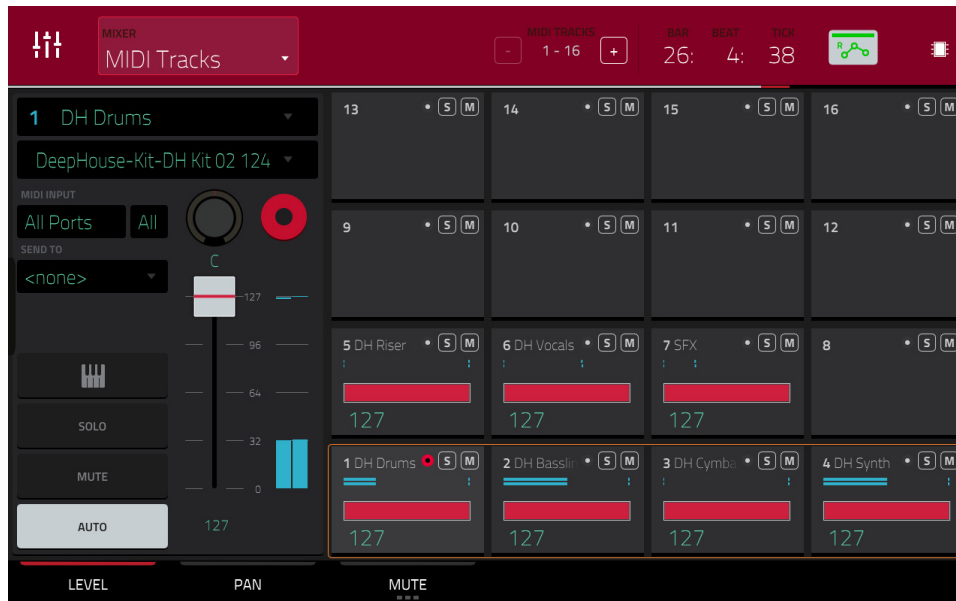 MIXER
MIDI Tracks
MIDI TRACKS
- 1 - 16 +
BAR BEAT TICK
26: 4: 38
R
1 DH Drums
DeepHouse-Kit-DH Kit 02 124
MIDI INPUT
All Ports All
SEND TO
<none>
C
127
96
64
32
0
SOLO
MUTE
AUTO
127
13 S M
14 S M
15 S M
16 S M
9 S M
10 S M
11 S M
12 S M
5 DH Riser S M
127
6 DH Vocals S M
127
7 SFX S M
127
8 S M
1 DH Drums S M
127
2 DH Basslin S M
127
3 DH Cymba S M
127
4 DH Synth S M
127
LEVEL
PAN
MUTE